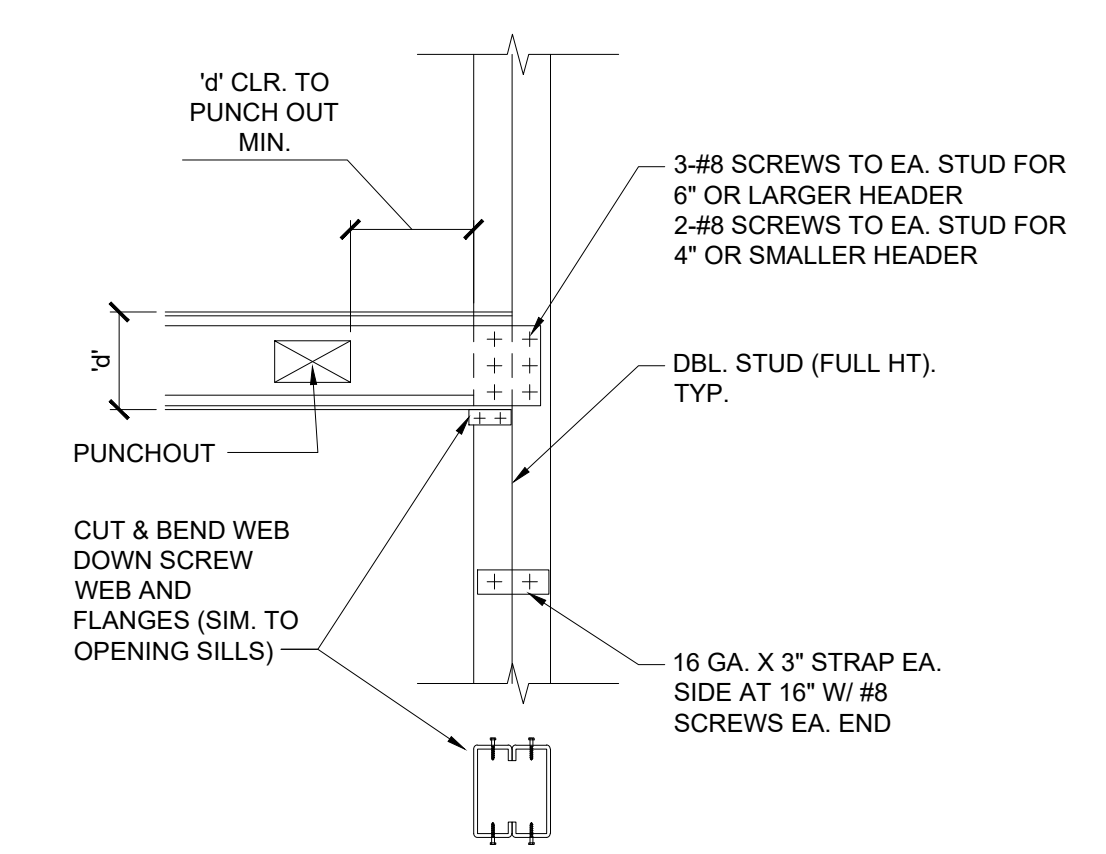 'd' CLR. TO
PUNCH OUT
MIN.
3-#8 SCREWS TO EA. STUD FOR
6" OR LARGER HEADER
2-#8 SCREWS TO EA. STUD FOR
4" OR SMALLER HEADER
'd'
DBL. STUD (FULL HT).
TYP.
PUNCHOUT
CUT & BEND WEB
DOWN SCREW
WEB AND
FLANGES (SIM. TO
OPENING SILLS)
16 GA. X 3" STRAP EA.
SIDE AT 16" W/ #8
SCREWS EA. END